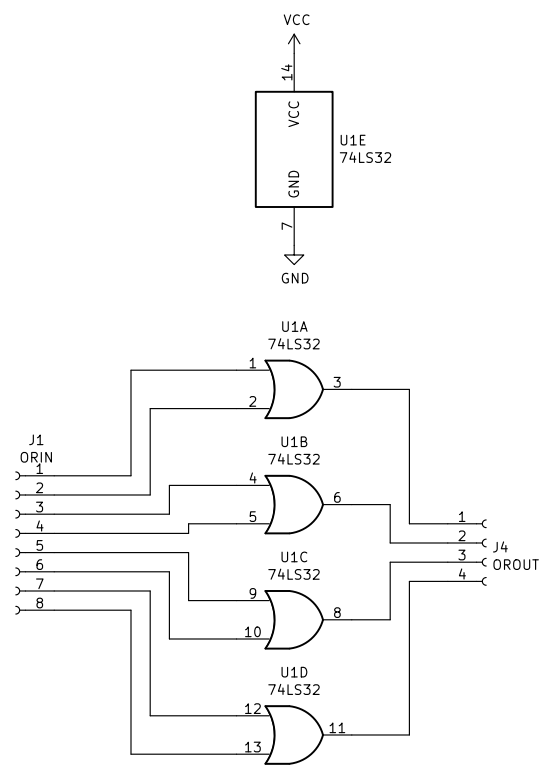 VCC
14
VCC
U1E
74LS32
GND
7
GND
U1A
74LS32
1
3
2
U1B
74LS32
J1
ORIN
1
2
3
4
5
6
7
8
4
6
5
1
2
3
4
J4
OROUT
U1C
74LS32
9
8
10
U1D
74LS32
12
11
13